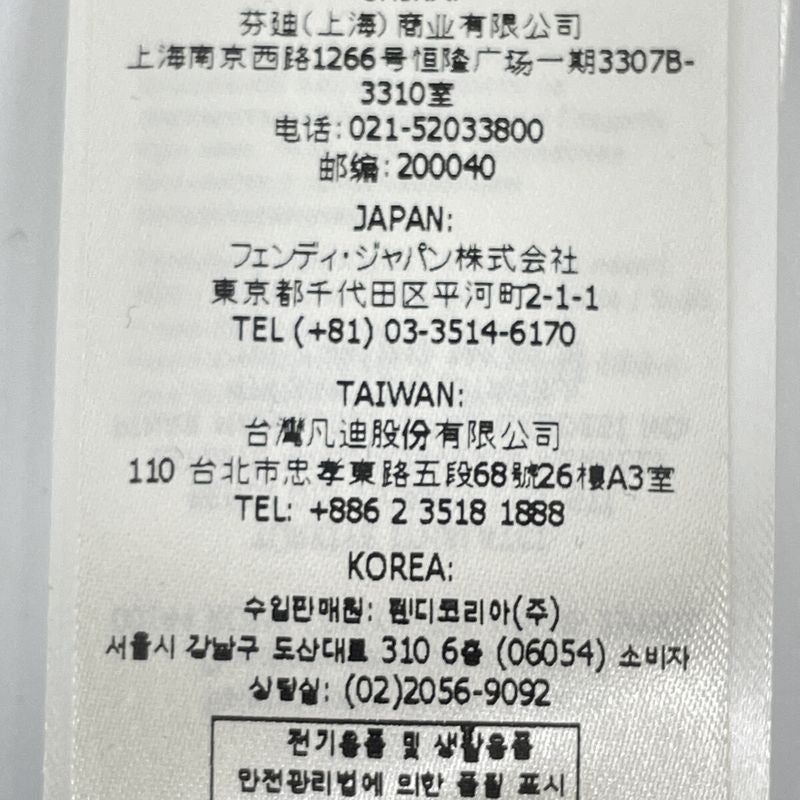 芬廸(上海)商业有限公司
上海南京西路1266号恒隆广场一期3307B-
3310室
电话:021-52033800
邮编:200040
JAPAN:
フェンディ・ジャパン株式会社
東京都千代田区平河町2-1-1
TEL (+81) 03-3514-6170
TAIWAN:
台灣凡迪股份有限公司
110 台北市忠孝東路五段68號26樓A3室
TEL: +886 2 3518 1888
KOREA:
수입판매원: 펜디코리아(주)
서울시 강남구 도산대로 310 6층 (06054) 소비자
상담실: (02)2056-9092
전기용품 및 생활용품
안전관리법에 의한 품질 표시